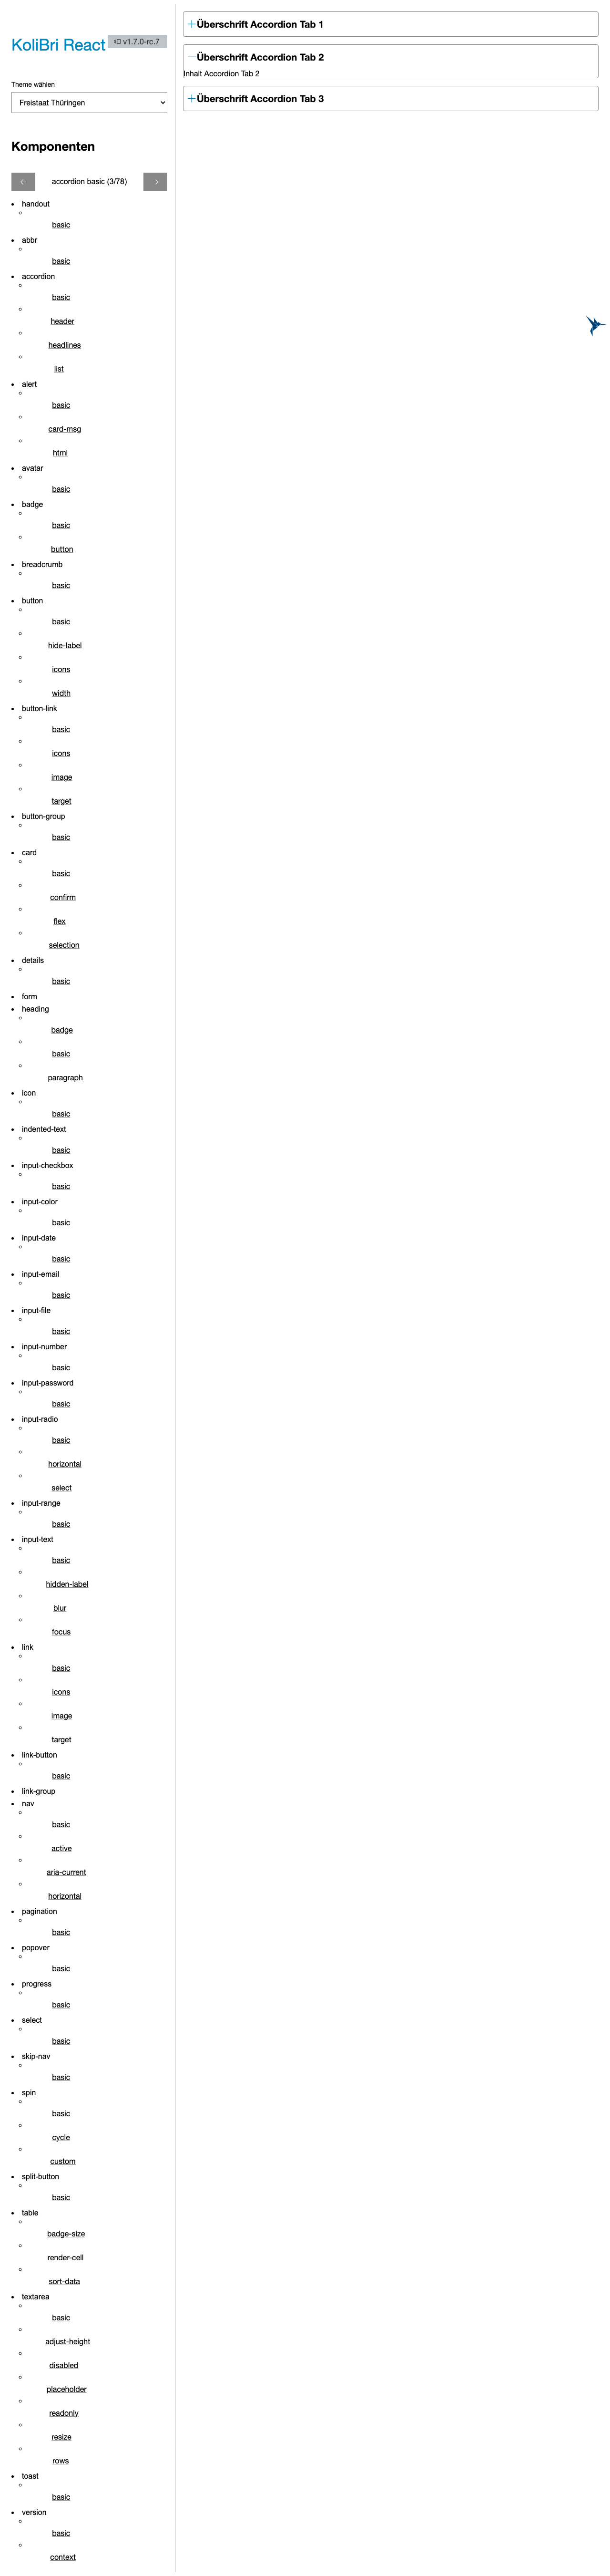 KoliBri React v1.7.0-rc.7
Theme wählen
Freistaat Thüringen
Komponenten
accordion basic (3/78)
handout
basic
abbr
basic
accordion
basic
header
headlines
list
alert
basic
card-msg
html
avatar
basic
badge
basic
button
breadcrumb
basic
button
basic
hide-label
icons
width
button-link
basic
icons
image
target
button-group
basic
card
basic
confirm
flex
selection
details
basic
form
heading
badge
basic
paragraph
icon
basic
indented-text
basic
input-checkbox
basic
input-color
basic
input-date
basic
input-email
basic
input-file
basic
input-number
basic
input-password
basic
input-radio
basic
horizontal
select
input-range
basic
input-text
basic
hidden-label
blur
focus
link
basic
icons
image
target
link-button
basic
link-group
nav
basic
active
aria-current
horizontal
pagination
basic
popover
basic
progress
basic
select
basic
skip-nav
basic
spin
basic
cycle
custom
split-button
basic
table
badge-size
render-cell
sort-data
textarea
basic
adjust-height
disabled
placeholder
readonly
resize
rows
toast
basic
version
basic
context
Überschrift Accordion Tab 1
Überschrift Accordion Tab 2
Inhalt Accordion Tab 2
Überschrift Accordion Tab 3